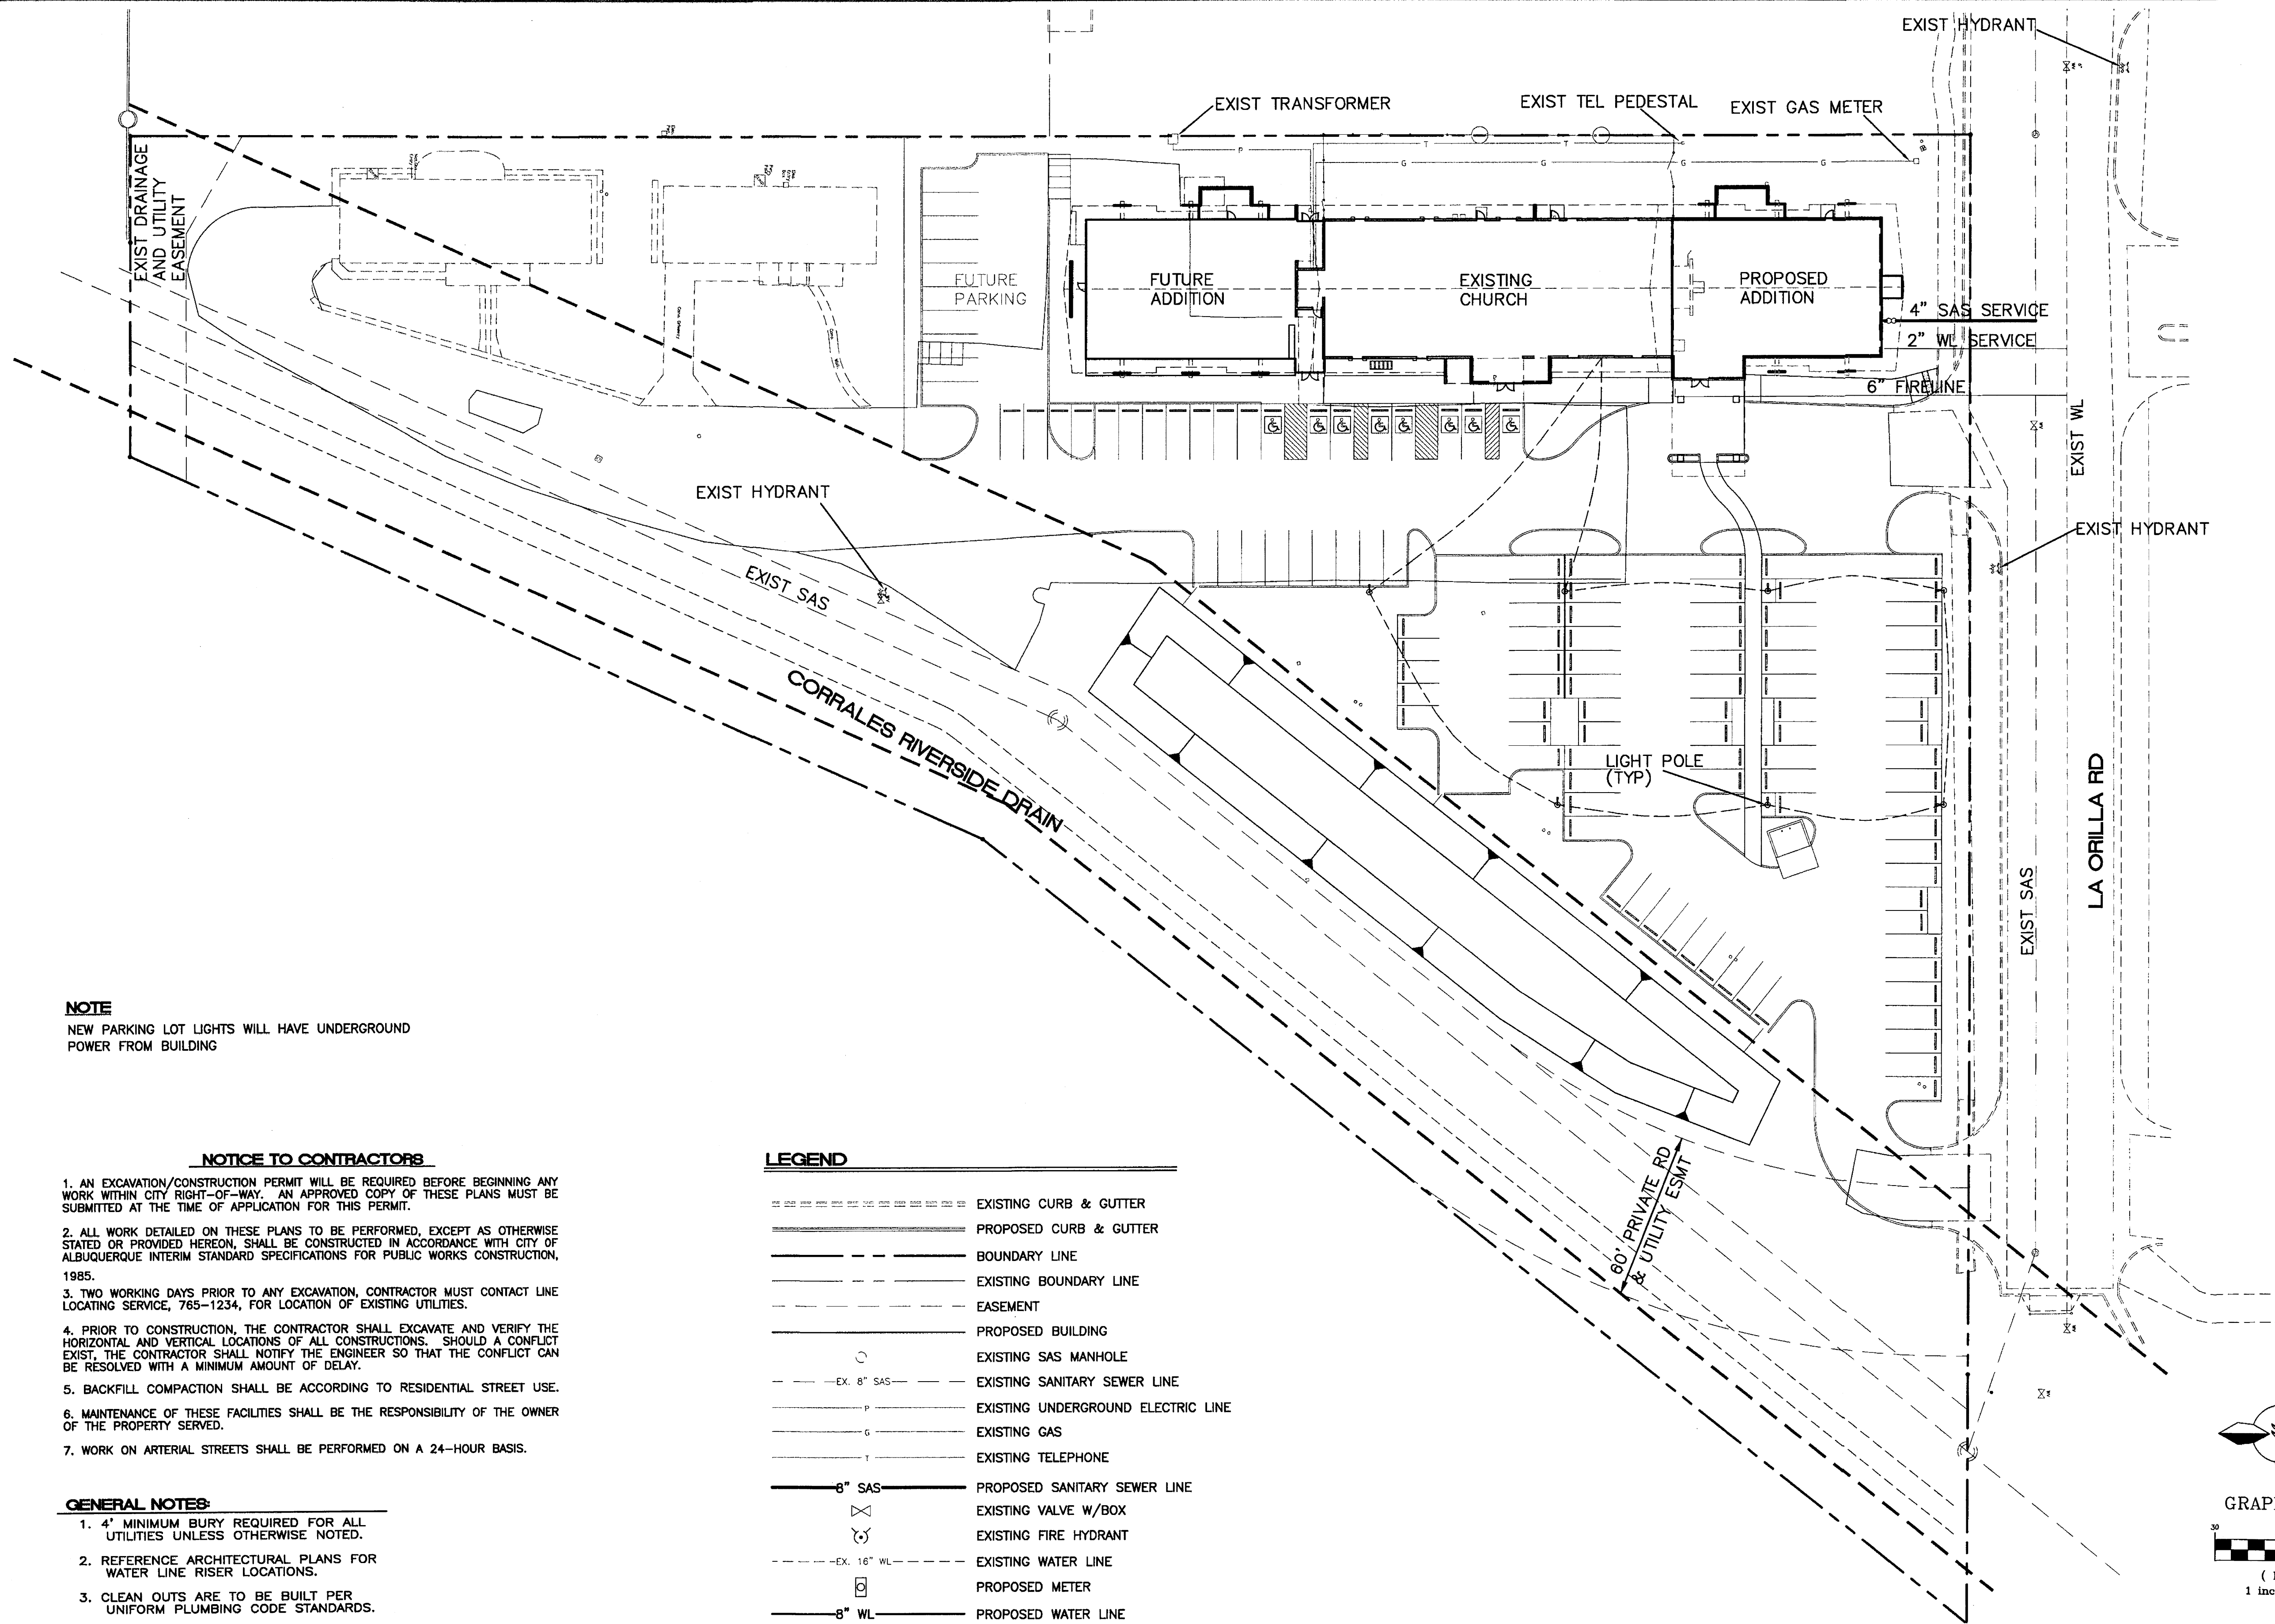 EXIST HYDRANT
EXIST TRANSFORMER
EXIST TEL PEDESTAL
EXIST GAS METER
EXIST DRAINAGE
AND UTILITY
EASEMENT
P
T
T
G
G
G
G
FUTURE
PARKING
FUTURE
ADDITION
EXISTING
CHURCH
PROPOSED
ADDITION
4" SAS SERVICE
2" WL SERVICE
6" FIRELINE
EXIST WL
EXIST HYDRANT
EXIST HYDRANT
EXIST SAS
CORRALES RIVERSIDE DRAIN
LIGHT POLE
(TYP)
LA ORILLA RD
EXIST SAS
60' PRIVATE RD
& UTILITY ESMT
NOTE
NEW PARKING LOT LIGHTS WILL HAVE UNDERGROUND
POWER FROM BUILDING
NOTICE TO CONTRACTORS
1. AN EXCAVATION/CONSTRUCTION PERMIT WILL BE REQUIRED BEFORE BEGINNING ANY
WORK WITHIN CITY RIGHT-OF-WAY. AN APPROVED COPY OF THESE PLANS MUST BE
SUBMITTED AT THE TIME OF APPLICATION FOR THIS PERMIT.
2. ALL WORK DETAILED ON THESE PLANS TO BE PERFORMED, EXCEPT AS OTHERWISE
STATED OR PROVIDED HEREON, SHALL BE CONSTRUCTED IN ACCORDANCE WITH CITY OF
ALBUQUERQUE INTERIM STANDARD SPECIFICATIONS FOR PUBLIC WORKS CONSTRUCTION,
1985.
3. TWO WORKING DAYS PRIOR TO ANY EXCAVATION, CONTRACTOR MUST CONTACT LINE
LOCATING SERVICE, 765-1234, FOR LOCATION OF EXISTING UTILITIES.
4. PRIOR TO CONSTRUCTION, THE CONTRACTOR SHALL EXCAVATE AND VERIFY THE
HORIZONTAL AND VERTICAL LOCATIONS OF ALL CONSTRUCTIONS. SHOULD A CONFLICT
EXIST, THE CONTRACTOR SHALL NOTIFY THE ENGINEER SO THAT THE CONFLICT CAN
BE RESOLVED WITH A MINIMUM AMOUNT OF DELAY.
5. BACKFILL COMPACTION SHALL BE ACCORDING TO RESIDENTIAL STREET USE.
6. MAINTENANCE OF THESE FACILITIES SHALL BE THE RESPONSIBILITY OF THE OWNER
OF THE PROPERTY SERVED.
7. WORK ON ARTERIAL STREETS SHALL BE PERFORMED ON A 24-HOUR BASIS.
GENERAL NOTES:
1. 4' MINIMUM BURY REQUIRED FOR ALL
UTILITIES UNLESS OTHERWISE NOTED.
2. REFERENCE ARCHITECTURAL PLANS FOR
WATER LINE RISER LOCATIONS.
3. CLEAN OUTS ARE TO BE BUILT PER
UNIFORM PLUMBING CODE STANDARDS.
LEGEND
EXISTING CURB & GUTTER
PROPOSED CURB & GUTTER
BOUNDARY LINE
EXISTING BOUNDARY LINE
EASEMENT
PROPOSED BUILDING
EXISTING SAS MANHOLE
EX. 8" SAS EXISTING SANITARY SEWER LINE
P EXISTING UNDERGROUND ELECTRIC LINE
G EXISTING GAS
T EXISTING TELEPHONE
8" SAS PROPOSED SANITARY SEWER LINE
EXISTING VALVE W/BOX
EXISTING FIRE HYDRANT
EX. 16" WL EXISTING WATER LINE
PROPOSED METER
8" WL PROPOSED WATER LINE
30